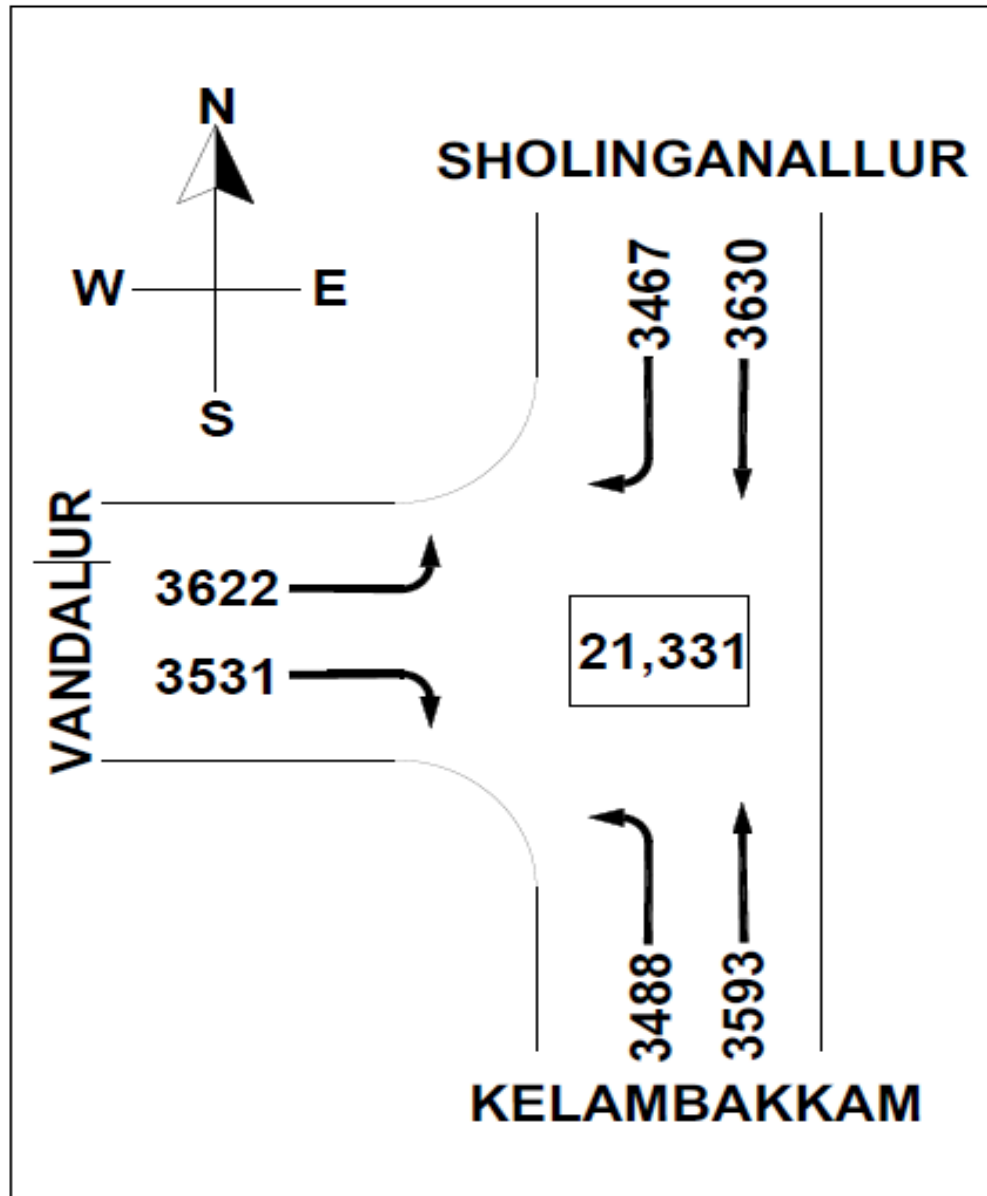 N
SHOLINGANALLUR
W
E
S
3467
3630
VANDALUR
3622
3531
21,331
3488
3593
KELAMBAKKAM